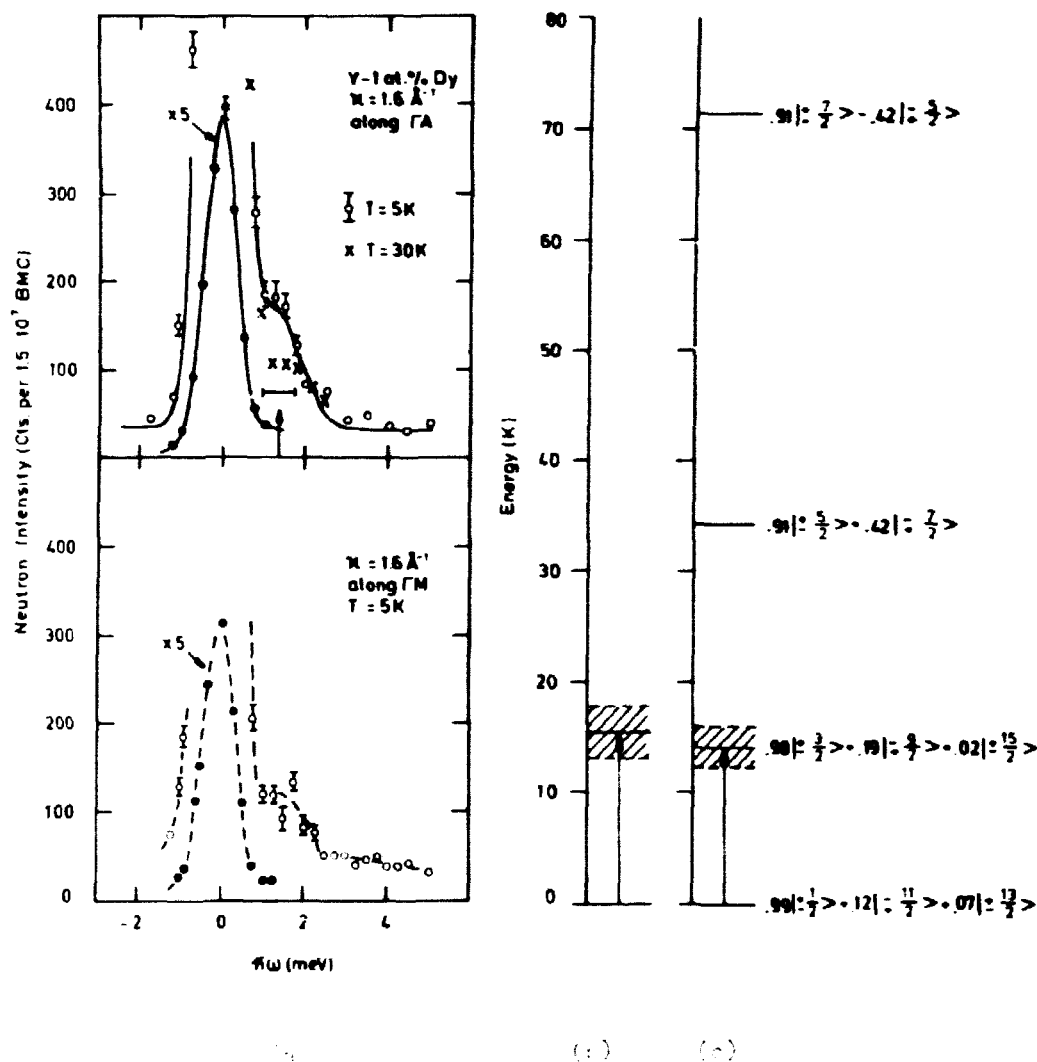 Neutron Intensity (Cts. per 1.5 10⁷ BMC)
400
300
200
100
0
Y-1 at.% Dy
ϰ = 1.6 Å⁻¹
along ΓA
x 5
T = 5K
x T = 30K
400
300
200
100
0
ϰ = 1.6 Å⁻¹
along ΓM
T = 5K
x 5
-2 0 2 4
ħω (meV)
Energy (K)
80
70
60
50
40
30
20
10
0
.91|± 7/2 > - .42|∓ 5/2 >
.91|± 5/2 > + .42|∓ 7/2 >
.98|± 3/2 > + .19|∓ 9/2 > + .02|± 15/2 >
.99|± 1/2 > + .12|∓ 11/2 > + .07|± 13/2 >